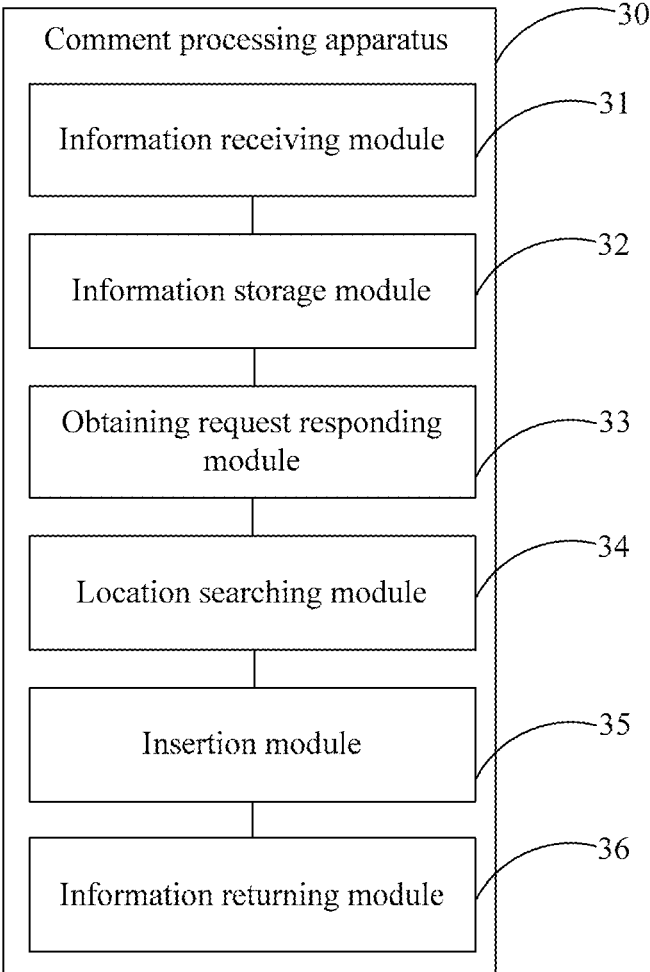 30
Comment processing apparatus
31
Information receiving module
32
Information storage module
33
Obtaining request responding
module
34
Location searching module
35
Insertion module
36
Information returning module